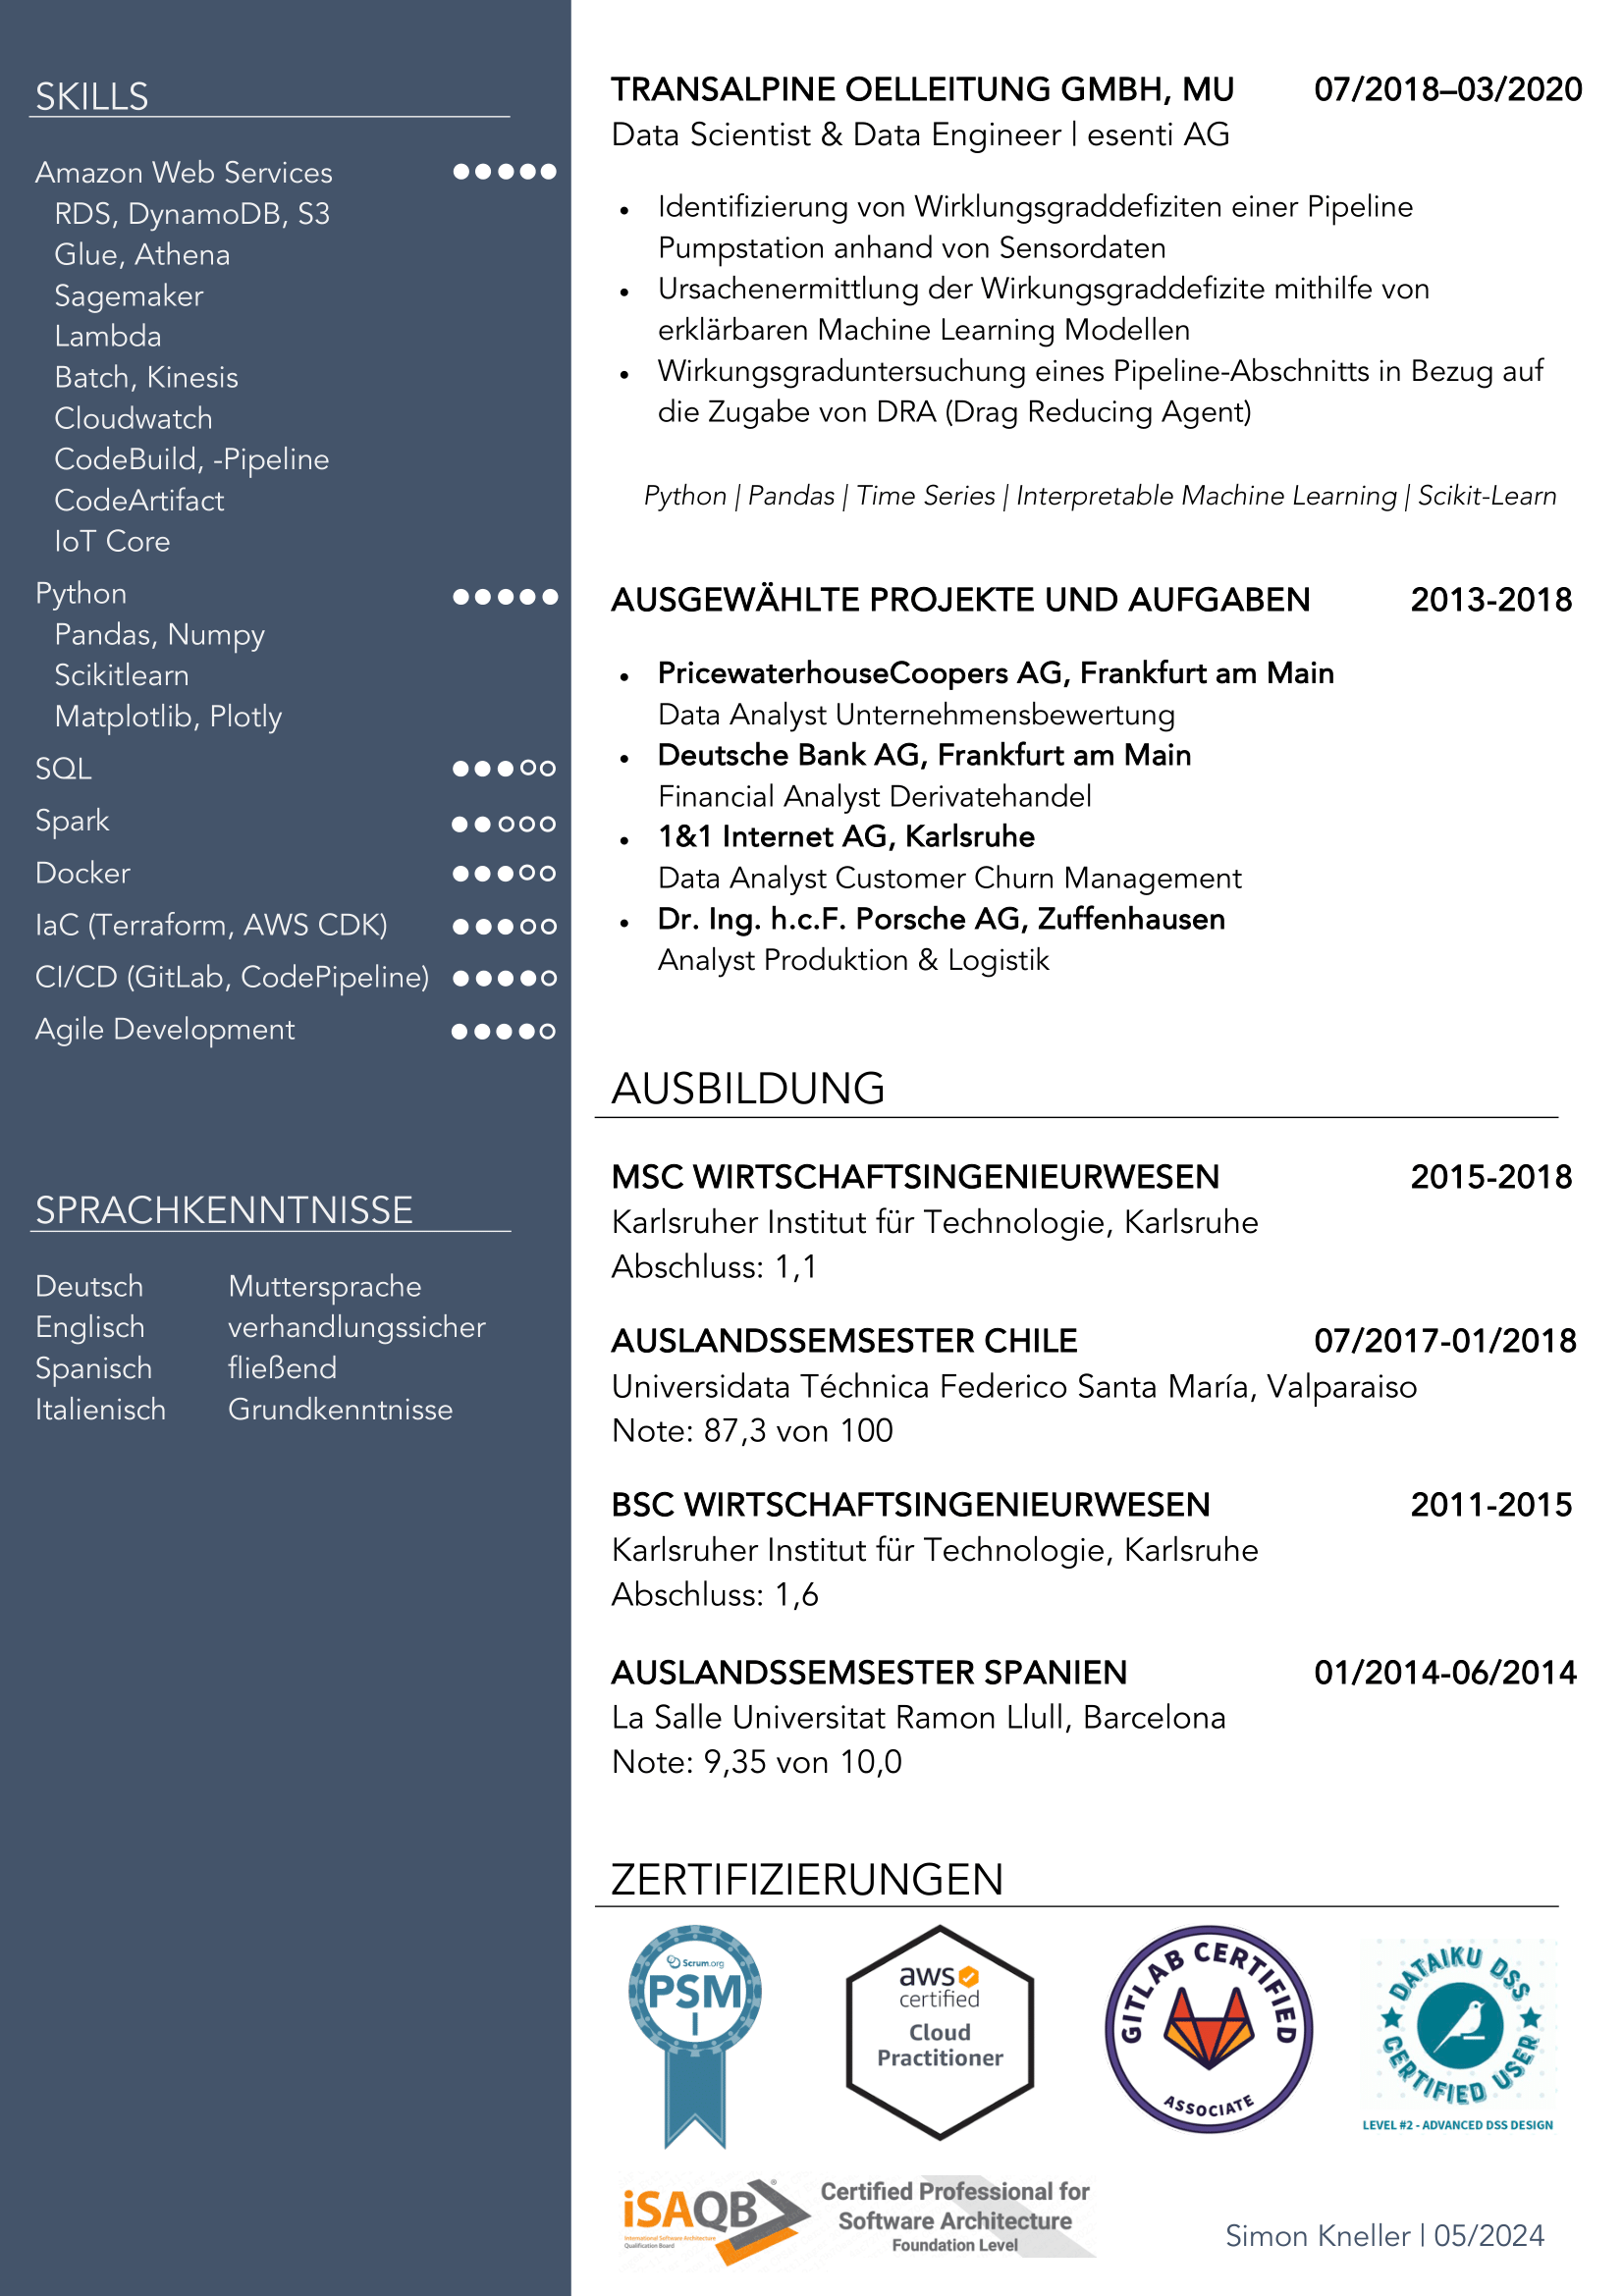 SKILLS
Amazon Web Services
RDS, DynamoDB, S3
Glue, Athena
Sagemaker
Lambda
Batch, Kinesis
Cloudwatch
CodeBuild, -Pipeline
CodeArtifact
IoT Core
Python
Pandas, Numpy
Scikitlearn
Matplotlib, Plotly
SQL
Spark
Docker
IaC (Terraform, AWS CDK)
CI/CD (GitLab, CodePipeline)
Agile Development
SPRACHKENNTNISSE
Deutsch Muttersprache
Englisch verhandlungssicher
Spanisch fließend
Italienisch Grundkenntnisse
TRANSALPINE OELLEITUNG GMBH, MU 07/2018–03/2020
Data Scientist & Data Engineer | esenti AG
• Identifizierung von Wirklungsgraddefiziten einer Pipeline
Pumpstation anhand von Sensordaten
• Ursachenermittlung der Wirkungsgraddefizite mithilfe von
erklärbaren Machine Learning Modellen
• Wirkungsgraduntersuchung eines Pipeline-Abschnitts in Bezug auf
die Zugabe von DRA (Drag Reducing Agent)
Python | Pandas | Time Series | Interpretable Machine Learning | Scikit-Learn
AUSGEWÄHLTE PROJEKTE UND AUFGABEN 2013-2018
• PricewaterhouseCoopers AG, Frankfurt am Main
Data Analyst Unternehmensbewertung
• Deutsche Bank AG, Frankfurt am Main
Financial Analyst Derivatehandel
• 1&1 Internet AG, Karlsruhe
Data Analyst Customer Churn Management
• Dr. Ing. h.c.F. Porsche AG, Zuffenhausen
Analyst Produktion & Logistik
AUSBILDUNG
MSC WIRTSCHAFTSINGENIEURWESEN 2015-2018
Karlsruher Institut für Technologie, Karlsruhe
Abschluss: 1,1
AUSLANDSSEMSESTER CHILE 07/2017-01/2018
Universidata Téchnica Federico Santa María, Valparaiso
Note: 87,3 von 100
BSC WIRTSCHAFTSINGENIEURWESEN 2011-2015
Karlsruher Institut für Technologie, Karlsruhe
Abschluss: 1,6
AUSLANDSSEMSESTER SPANIEN 01/2014-06/2014
La Salle Universitat Ramon Llull, Barcelona
Note: 9,35 von 10,0
ZERTIFIZIERUNGEN
Scrum.org
PSM
I
aws
certified
Cloud
Practitioner
GITLAB CERTIFIED
ASSOCIATE
DATAIKU DSS
CERTIFIED USER
LEVEL #2 - ADVANCED DSS DESIGN
iSAQB®
International Software Architecture
Qualification Board
Certified Professional for
Software Architecture
Foundation Level
Simon Kneller | 05/2024